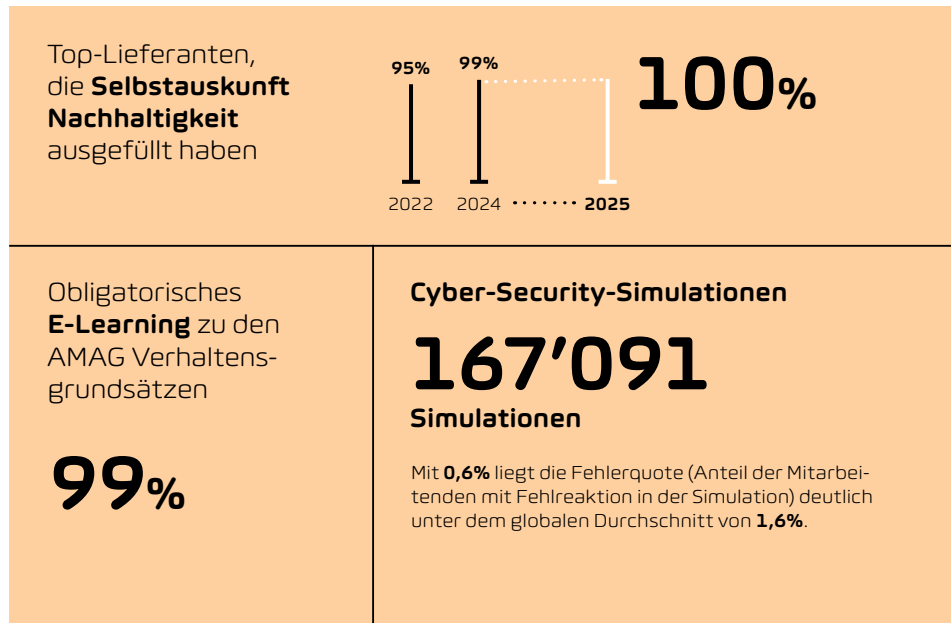 Top-Lieferanten,
die Selbstauskunft
Nachhaltigkeit
ausgefüllt haben
95%
99%
100%
2022
2024
2025
Obligatorisches
E-Learning zu den
AMAG Verhaltens-
grundsätzen
99%
Cyber-Security-Simulationen
167’091
Simulationen
Mit 0,6% liegt die Fehlerquote (Anteil der Mitarbei-
tenden mit Fehlreaktion in der Simulation) deutlich
unter dem globalen Durchschnitt von 1,6%.